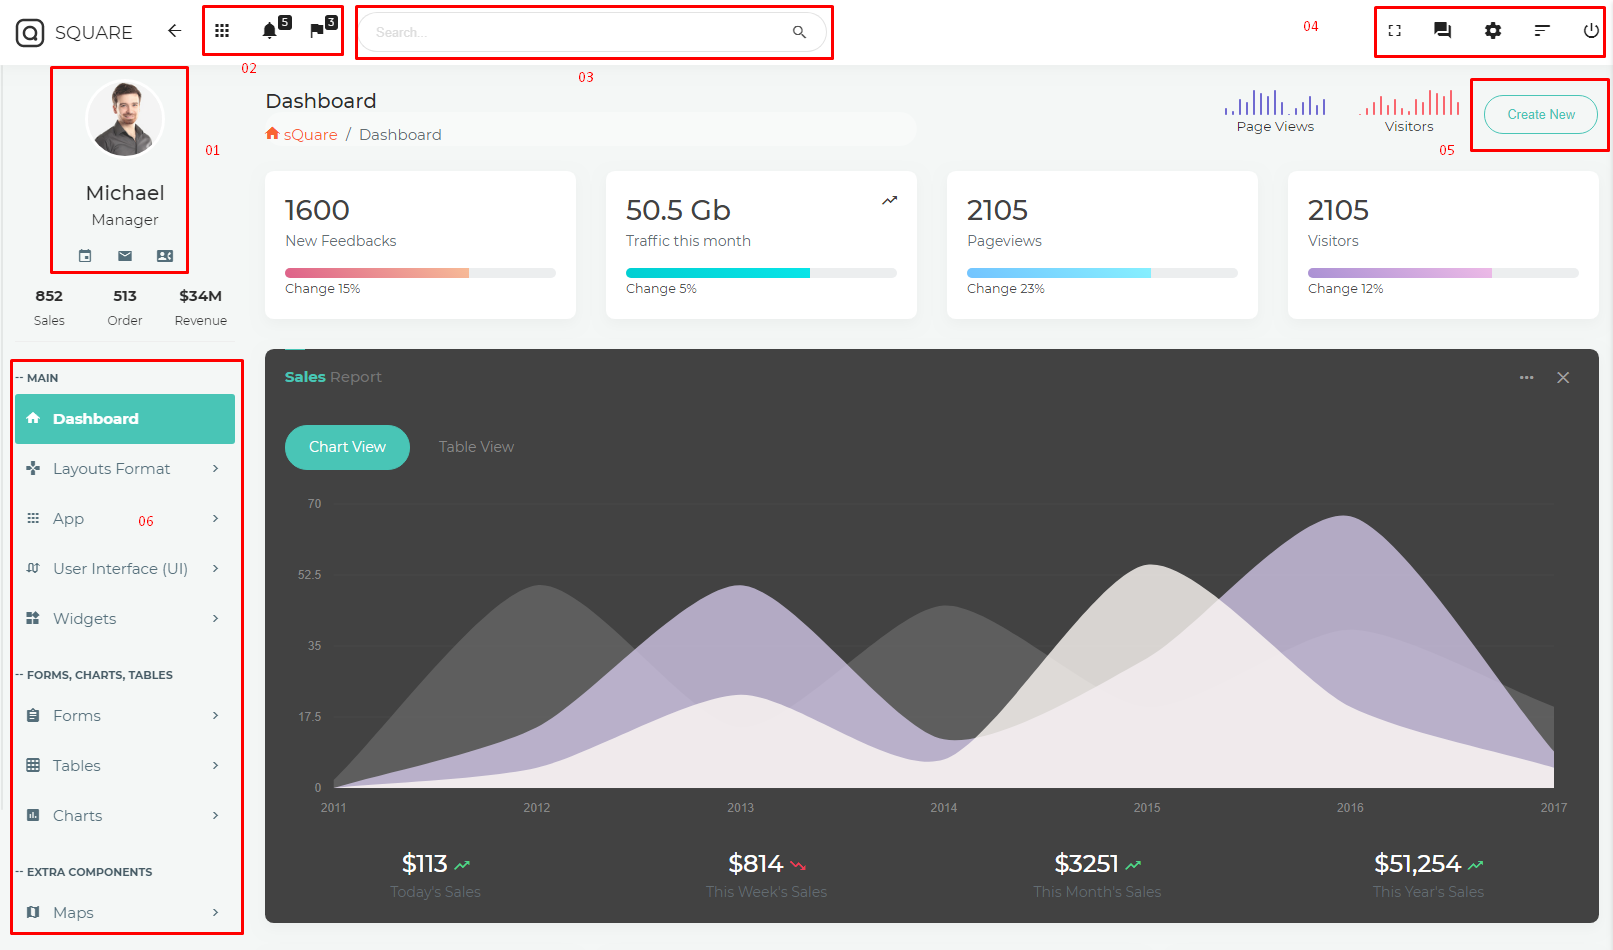 SQUARE
5
3
Search...
04
02
03
01
Dashboard
sQuare / Dashboard
Page Views
Visitors
Create New
05
Michael
Manager
852
Sales
513
Order
$34M
Revenue
1600
New Feedbacks
Change 15%
50.5 Gb
Traffic this month
Change 5%
2105
Pageviews
Change 23%
2105
Visitors
Change 12%
-- MAIN
Dashboard
Layouts Format
App
06
User Interface (UI)
Widgets
-- FORMS, CHARTS, TABLES
Forms
Tables
Charts
-- EXTRA COMPONENTS
Maps
Sales Report
Chart View
Table View
70
52.5
35
17.5
0
2011
2012
2013
2014
2015
2016
2017
$113
Today's Sales
$814
This Week's Sales
$3251
This Month's Sales
$51,254
This Year's Sales